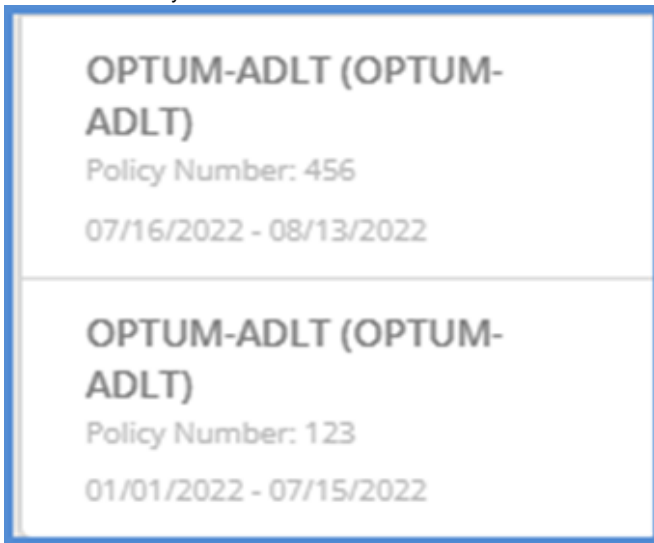 OPTUM-ADLT (OPTUM-
ADLT)
Policy Number: 456
07/16/2022 - 08/13/2022
OPTUM-ADLT (OPTUM-
ADLT)
Policy Number: 123
01/01/2022 - 07/15/2022